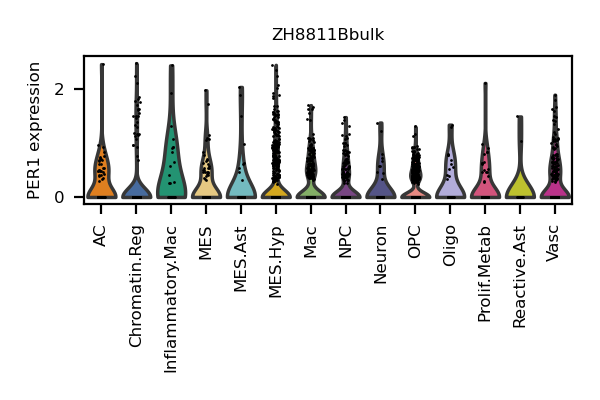 ZH8811Bbulk
PER1 expression
2
0
AC
Chromatin.Reg
Inflammatory.Mac
MES
MES.Ast
MES.Hyp
Mac
NPC
Neuron
OPC
Oligo
Prolif.Metab
Reactive.Ast
Vasc